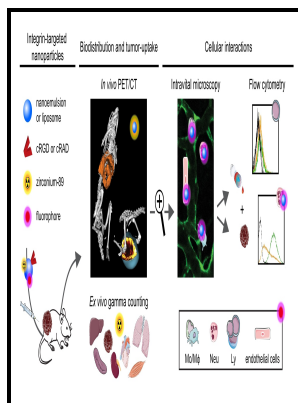 Integrin-targeted
nanoparticles
Biodistribution and tumor-uptake
Cellular interactions
In vivo PET/CT
Intravital microscopy
Flow cytometry
nanoemulsion
or liposome
cRGD or cRAD
zirconium-89
fluorophore
+
Ex vivo gamma counting
Mo/MΦ
Neu
Ly
endothelial cells